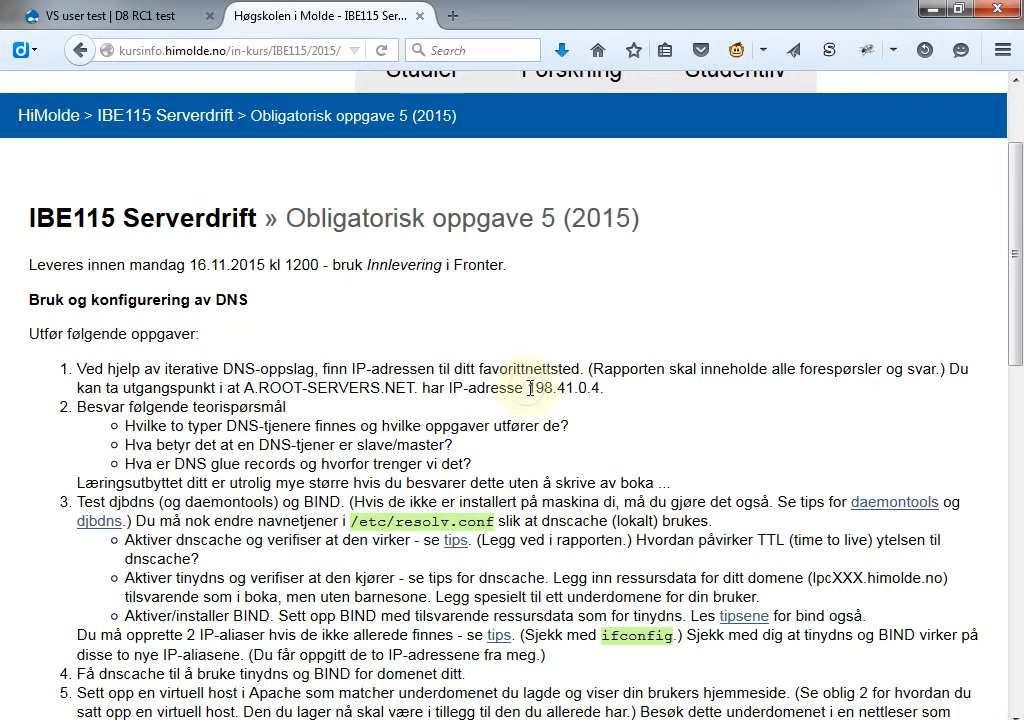 VS user test | D8 RC1 test
Høgskolen i Molde - IBE115 Ser...
kursinfo.himolde.no/in-kurs/IBE115/2015/
Search
Studier Forskning Studentliv
HiMolde > IBE115 Serverdrift > Obligatorisk oppgave 5 (2015)
IBE115 Serverdrift » Obligatorisk oppgave 5 (2015)
Leveres innen mandag 16.11.2015 kl 1200 - bruk Innlevering i Fronter.
Bruk og konfigurering av DNS
Utfør følgende oppgaver:
1. Ved hjelp av iterative DNS-oppslag, finn IP-adressen til ditt favorittnettsted. (Rapporten skal inneholde alle forespørsler og svar.) Du
kan ta utgangspunkt i at A.ROOT-SERVERS.NET. har IP-adresse 198.41.0.4.
2. Besvar følgende teorispørsmål
Hvilke to typer DNS-tjenere finnes og hvilke oppgaver utfører de?
Hva betyr det at en DNS-tjener er slave/master?
Hva er DNS glue records og hvorfor trenger vi det?
Læringsutbyttet ditt er utrolig mye større hvis du besvarer dette uten å skrive av boka ...
3. Test djbdns (og daemontools) og BIND. (Hvis de ikke er installert på maskina di, må du gjøre det også. Se tips for daemontools og
djbdns.) Du må nok endre navnetjener i /etc/resolv.conf slik at dnscache (lokalt) brukes.
Aktiver dnscache og verifiser at den virker - se tips. (Legg ved i rapporten.) Hvordan påvirker TTL (time to live) ytelsen til
dnscache?
Aktiver tinydns og verifiser at den kjører - se tips for dnscache. Legg inn ressursdata for ditt domene (lpcXXX.himolde.no)
tilsvarende som i boka, men uten barnesone. Legg spesielt til ett underdomene for din bruker.
Aktiver/installer BIND. Sett opp BIND med tilsvarende ressursdata som for tinydns. Les tipsene for bind også.
Du må opprette 2 IP-aliaser hvis de ikke allerede finnes - se tips. (Sjekk med ifconfig.) Sjekk med dig at tinydns og BIND virker på
disse to nye IP-aliasene. (Du får oppgitt de to IP-adressene fra meg.)
4. Få dnscache til å bruke tinydns og BIND for domenet ditt.
5. Sett opp en virtuell host i Apache som matcher underdomenet du lagde og viser din brukers hjemmeside. (Se oblig 2 for hvordan du
satt opp en virtuell host. Den du lager nå skal være i tillegg til den du allerede har.) Besøk dette underdomenet i en nettleser som